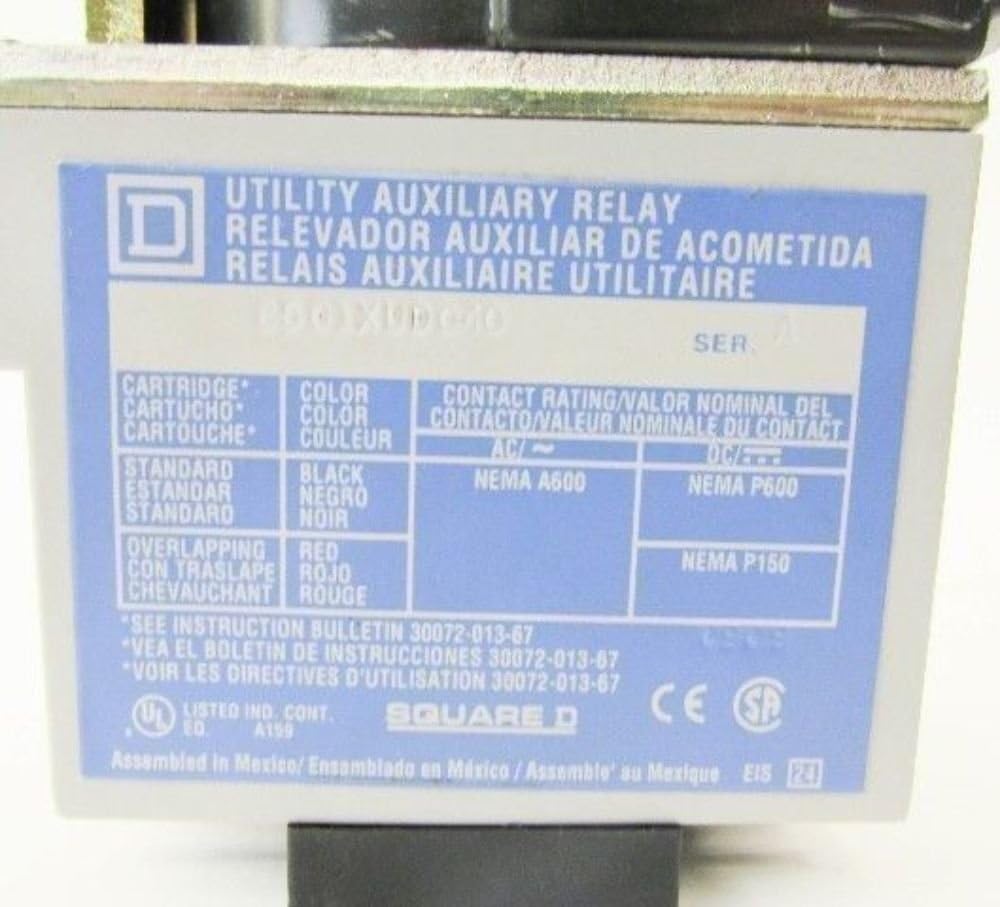 D
UTILITY AUXILIARY RELAY
RELEVADOR AUXILIAR DE ACOMETIDA
RELAIS AUXILIAIRE UTILITAIRE
SER. A
CARTRIDGE*
CARTUCHO*
CARTOUCHE*
COLOR
COLOR
COULEUR
CONTACT RATING/VALOR NOMINAL DEL
CONTACTO/VALEUR NOMINALE DU CONTACT
AC/ ~
DC/⎓
STANDARD
ESTANDAR
STANDARD
BLACK
NEGRO
NOIR
NEMA A600
NEMA P600
OVERLAPPING
CON TRASLAPE
CHEVAUCHANT
RED
ROJO
ROUGE
NEMA P150
*SEE INSTRUCTION BULLETIN 30072-013-67
*VEA EL BOLETIN DE INSTRUCCIONES 30072-013-67
*VOIR LES DIRECTIVES D'UTILISATION 30072-013-67
UL LISTED IND. CONT.
EQ. A159
SQUARE D
CE
SA
Assembled in Mexico/ Ensamblado en México / Assemble' au Mexique EIS 24